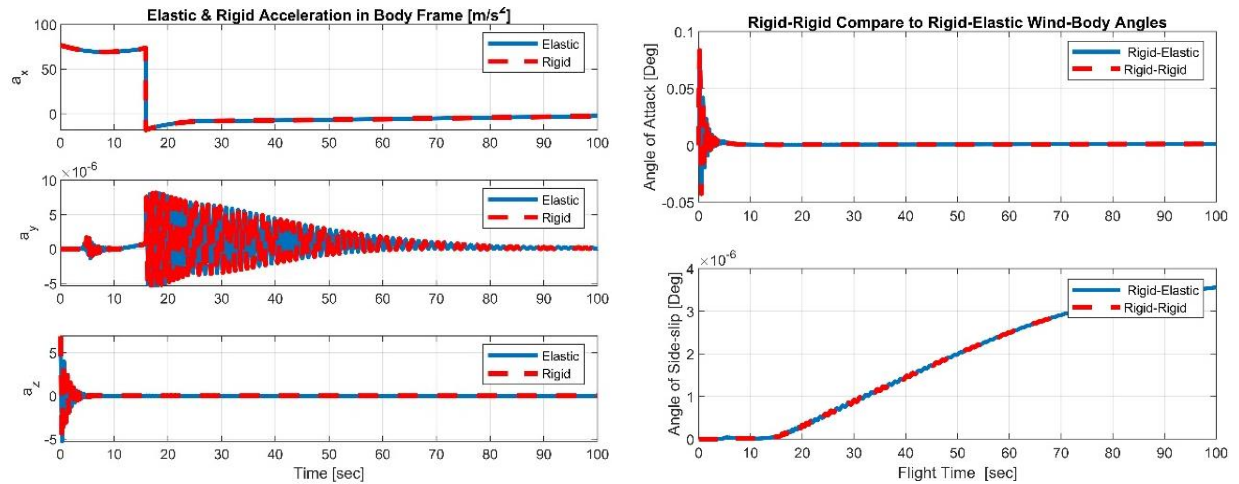 Elastic & Rigid Acceleration in Body Frame [m/s²]
100
50
0
a_x
Elastic
Rigid
0 10 20 30 40 50 60 70 80 90 100
×10^-6
10
5
0
-5
a_y
Elastic
Rigid
0 10 20 30 40 50 60 70 80 90 100
5
0
-5
a_z
Elastic
Rigid
0 10 20 30 40 50 60 70 80 90 100
Time [sec]
Rigid-Rigid Compare to Rigid-Elastic Wind-Body Angles
0.1
0.05
0
-0.05
Angle of Attack [Deg]
Rigid-Elastic
Rigid-Rigid
0 10 20 30 40 50 60 70 80 90 100
×10^-6
4
3
2
1
0
Angle of Side-slip [Deg]
Rigid-Elastic
Rigid-Rigid
0 10 20 30 40 50 60 70 80 90 100
Flight Time [sec]